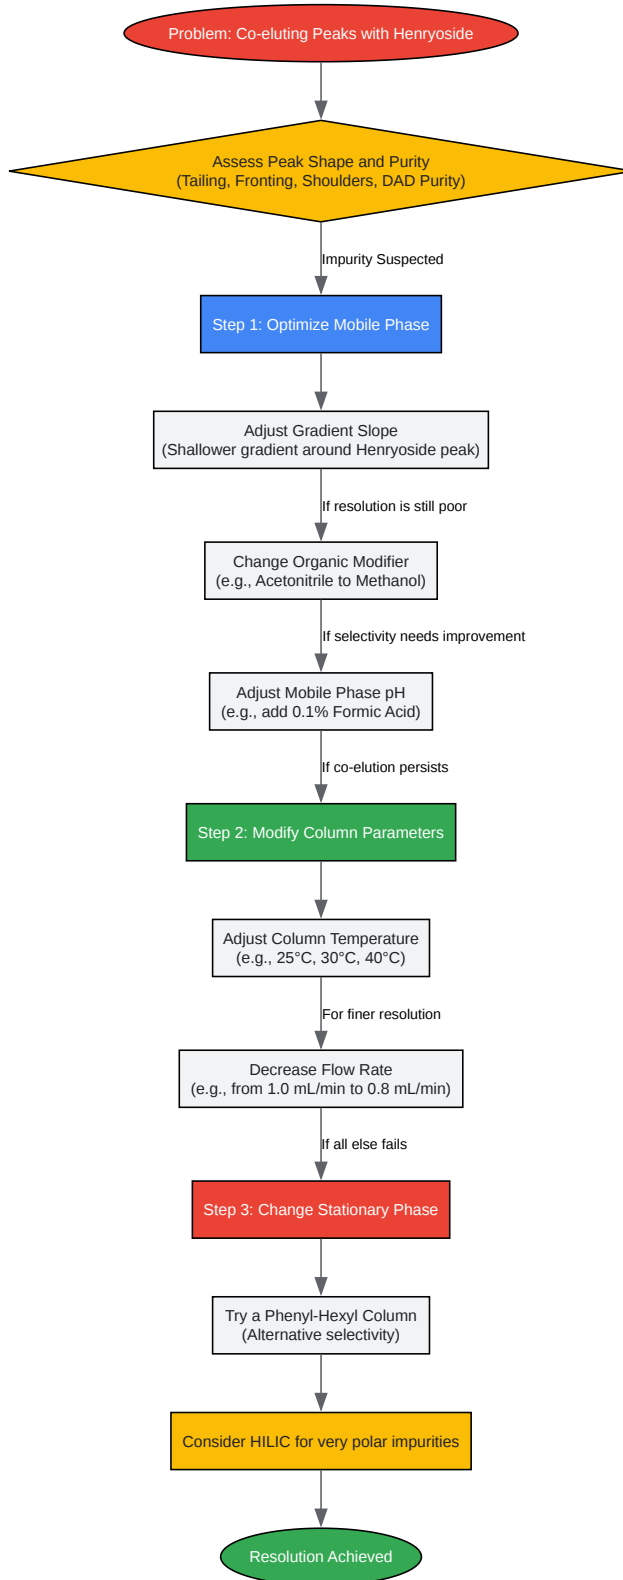 Problem: Co-eluting Peaks with Henryoside
Assess Peak Shape and Purity
(Tailing, Fronting, Shoulders, DAD Purity)
Impurity Suspected
Step 1: Optimize Mobile Phase
Adjust Gradient Slope
(Shallower gradient around Henryoside peak)
If resolution is still poor
Change Organic Modifier
(e.g., Acetonitrile to Methanol)
If selectivity needs improvement
Adjust Mobile Phase pH
(e.g., add 0.1% Formic Acid)
If co-elution persists
Step 2: Modify Column Parameters
Adjust Column Temperature
(e.g., 25°C, 30°C, 40°C)
For finer resolution
Decrease Flow Rate
(e.g., from 1.0 mL/min to 0.8 mL/min)
If all else fails
Step 3: Change Stationary Phase
Try a Phenyl-Hexyl Column
(Alternative selectivity)
Consider HILIC for very polar impurities
Resolution Achieved